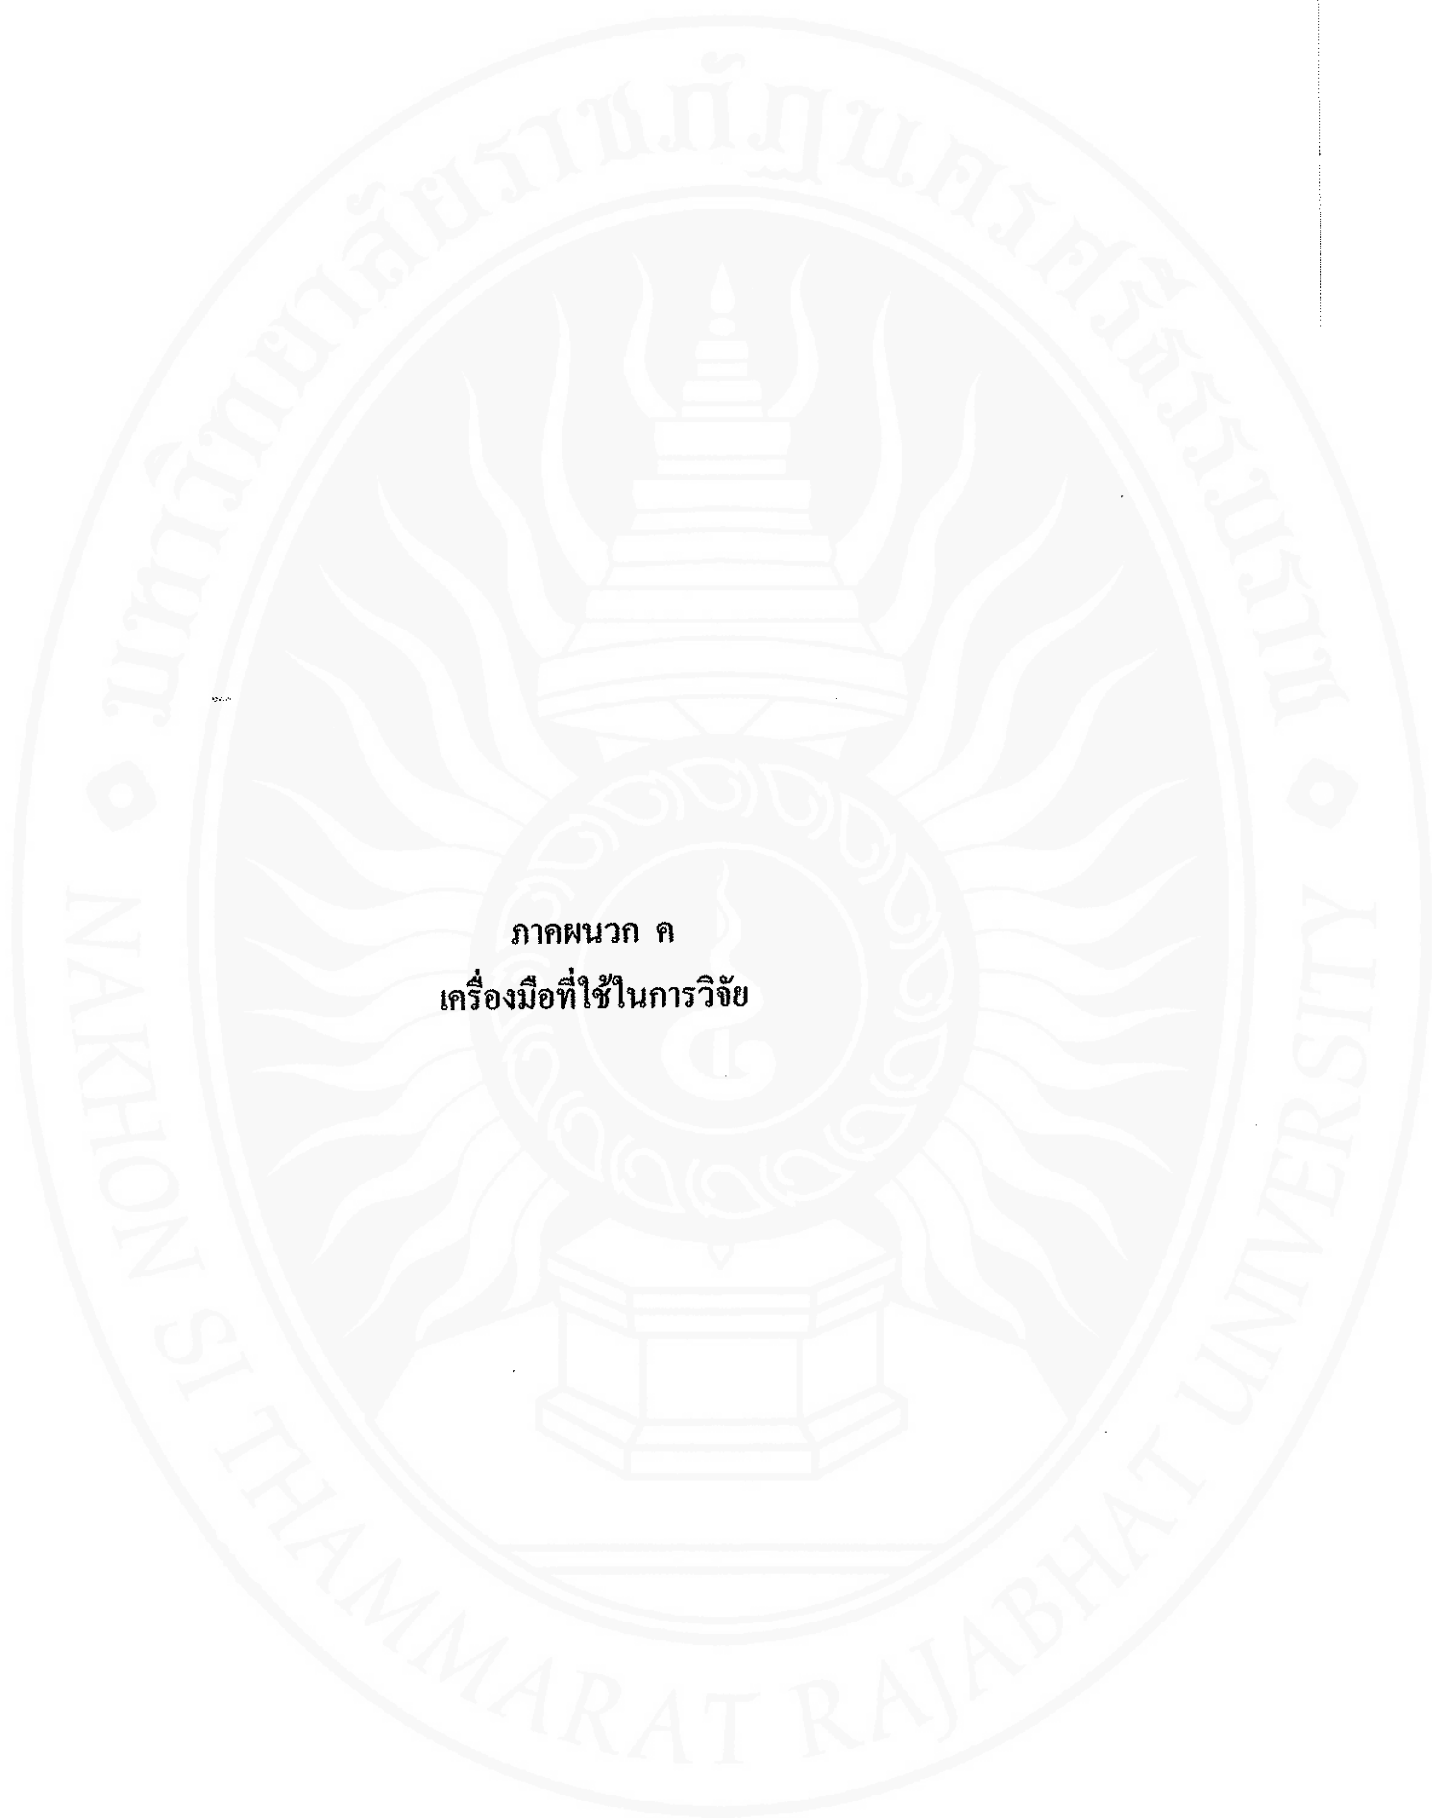 มหาวิทยาลัยราชภัฏนครศรีธรรมราช
ภาคผนวก ค
เครื่องมือที่ใช้ในการวิจัย
NAKHON SI THAMMARAT RAJABHAT UNIVERSITY